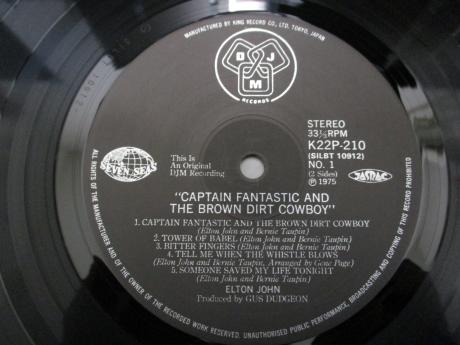 MANUFACTURED BY KING RECORD CO., LTD. TOKYO, JAPAN
D J M
RECORDS
STEREO
33⅓RPM
K22P-210
(SILBT 10912)
NO. 1
(2 Sides) ℗1975
JASRAC
SEVEN SEAS
This Is
An Original
DJM Recording
"CAPTAIN FANTASTIC AND
THE BROWN DIRT COWBOY"
1. CAPTAIN FANTASTIC AND THE BROWN DIRT COWBOY
(Elton John and Bernie Taupin)
2. TOWER OF BABEL (Elton John and Bernie Taupin)
3. BITTER FINGERS (Elton John and Bernie Taupin)
4. TELL ME WHEN THE WHISTLE BLOWS
(Elton John and Bernie Taupin, Arranged by Gene Page)
5. SOMEONE SAVED MY LIFE TONIGHT
(Elton John and Bernie Taupin)
ELTON JOHN
Produced by GUS DUDGEON
ALL RIGHTS OF THE MANUFACTURER AND OF THE OWNER OF THE RECORDED WORK RESERVED. UNAUTHORISED PUBLIC PERFORMANCE, BROADCASTING AND COPYING OF THIS RECORD PROHIBITED